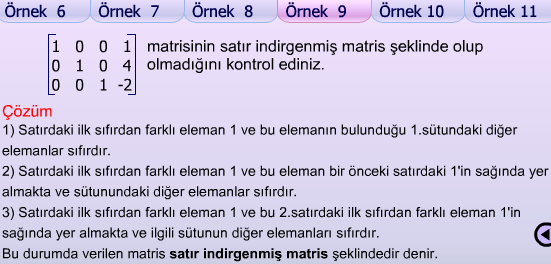 Örnek 6 Örnek 7 Örnek 8 Örnek 9 Örnek 10 Örnek 11
1 0 0 1
0 1 0 4
0 0 1 -2
matrisinin satır indirgenmiş matris şeklinde olup
olmadığını kontrol ediniz.
Çözüm
1) Satırdaki ilk sıfırdan farklı eleman 1 ve bu elemanın bulunduğu 1.sütundaki diğer
elemanlar sıfırdır.
2) Satırdaki ilk sıfırdan farklı eleman 1 ve bu eleman bir önceki satırdaki 1'in sağında yer
almakta ve sütunundaki diğer elemanlar sıfırdır.
3) Satırdaki ilk sıfırdan farklı eleman 1 ve bu 2.satırdaki ilk sıfırdan farklı eleman 1'in
sağında yer almakta ve ilgili sütunun diğer elemanları sıfırdır.
Bu durumda verilen matris satır indirgenmiş matris şeklindedir denir.